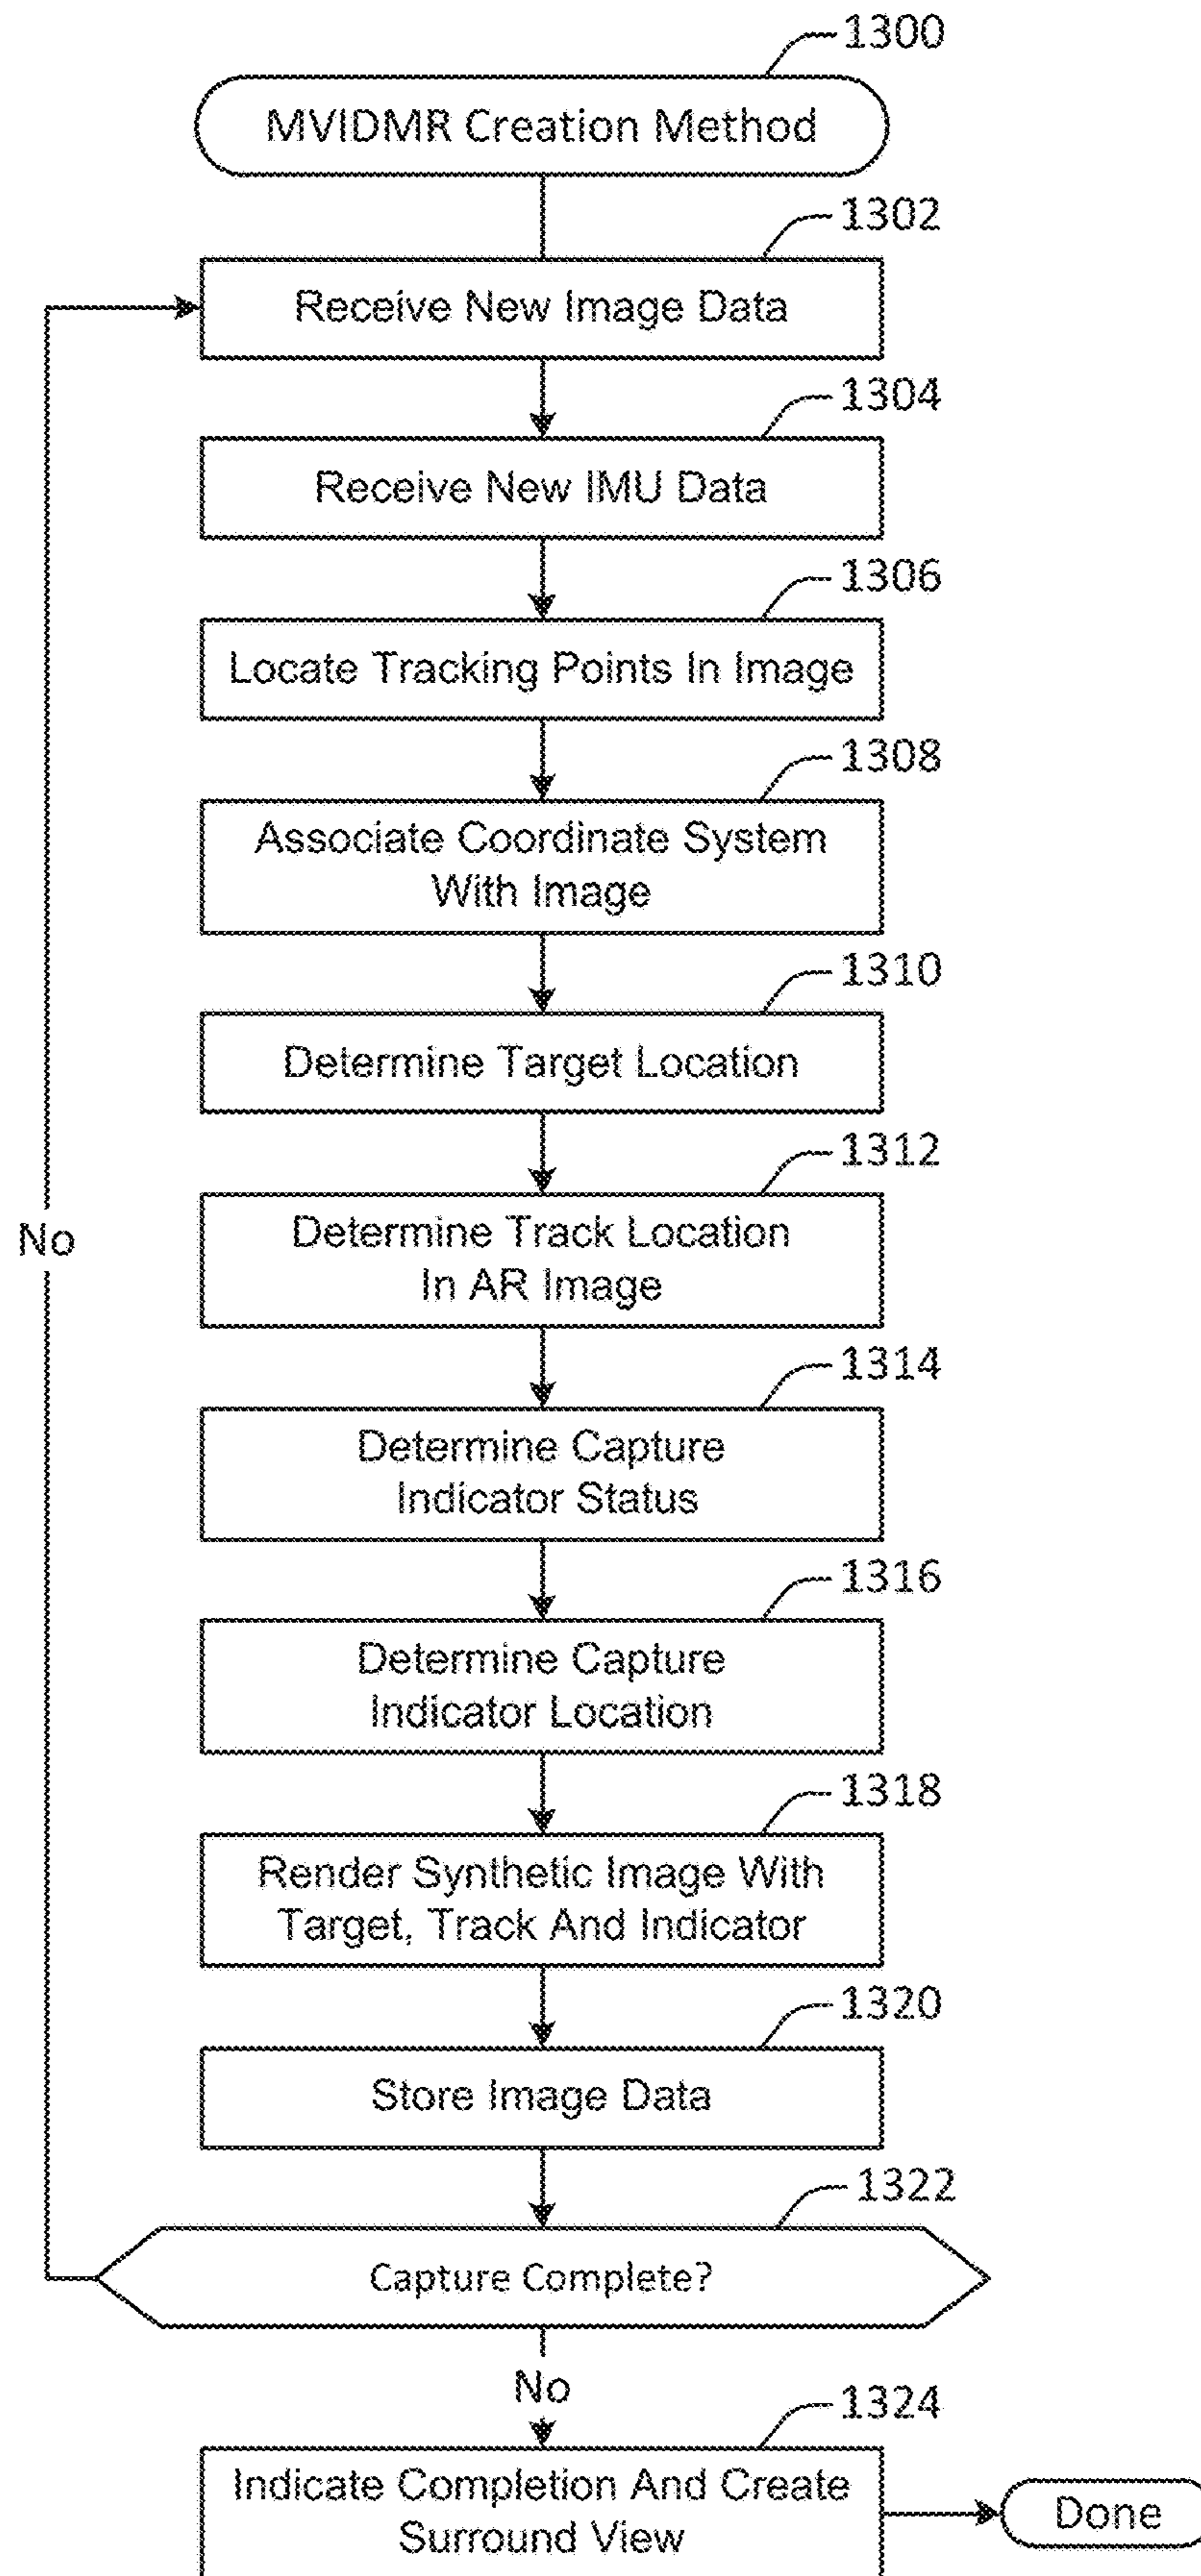 1300
MVIDMR Creation Method
1302
Receive New Image Data
1304
Receive New IMU Data
1306
Locate Tracking Points In Image
1308
Associate Coordinate System
With Image
1310
Determine Target Location
1312
Determine Track Location
In AR Image
No
1314
Determine Capture
Indicator Status
1316
Determine Capture
Indicator Location
1318
Render Synthetic Image With
Target, Track And Indicator
1320
Store Image Data
1322
Capture Complete?
No
1324
Indicate Completion And Create
Surround View
Done